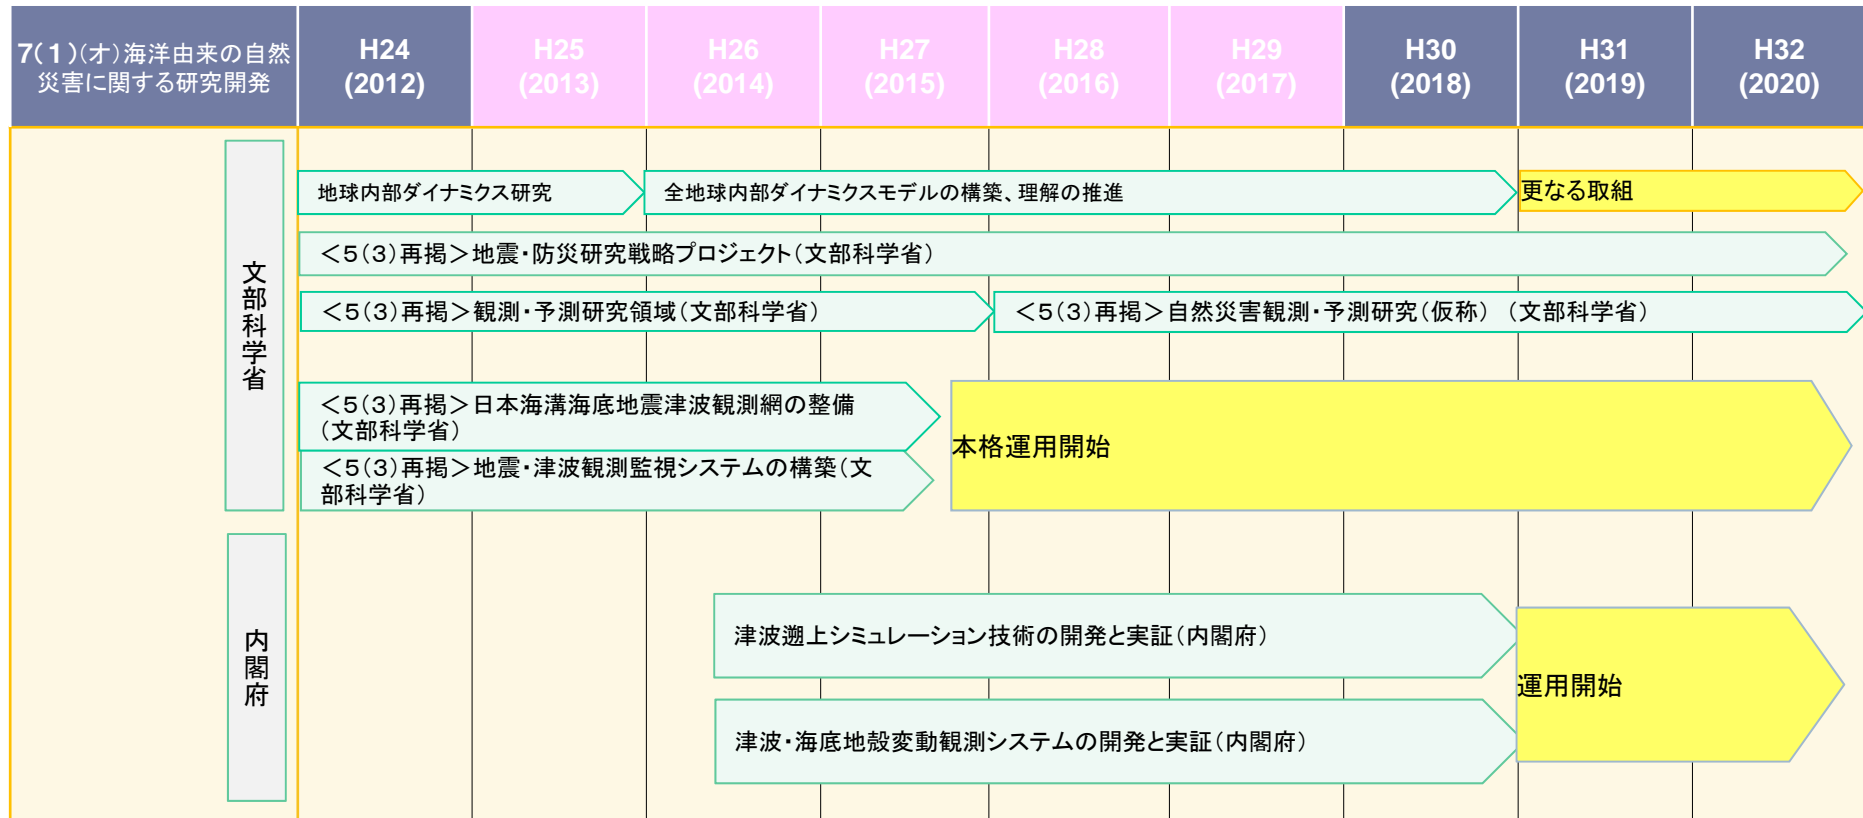 7(1)(オ)海洋由来の自然
災害に関する研究開発
H24
(2012)
H25
(2013)
H26
(2014)
H27
(2015)
H28
(2016)
H29
(2017)
H30
(2018)
H31
(2019)
H32
(2020)
文部科学省
地球内部ダイナミクス研究
全地球内部ダイナミクスモデルの構築、理解の推進
更なる取組
<5(3)再掲>地震・防災研究戦略プロジェクト(文部科学省)
<5(3)再掲>観測・予測研究領域(文部科学省)
<5(3)再掲>自然災害観測・予測研究(仮称) (文部科学省)
<5(3)再掲>日本海溝海底地震津波観測網の整備
(文部科学省)
<5(3)再掲>地震・津波観測監視システムの構築(文
部科学省)
本格運用開始
内閣府
津波遡上シミュレーション技術の開発と実証(内閣府)
津波・海底地殻変動観測システムの開発と実証(内閣府)
運用開始